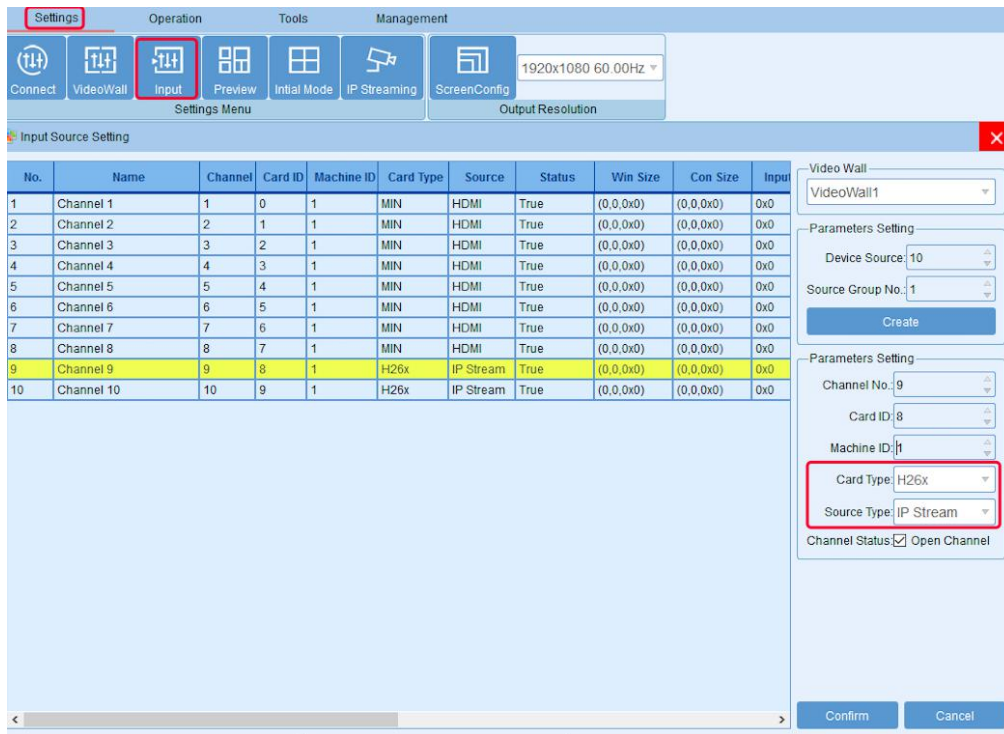 Settings Operation Tools Management
Connect VideoWall Input Preview Intial Mode IP Streaming ScreenConfig 1920x1080 60.00Hz
Settings Menu Output Resolution
Input Source Setting
No. Name Channel Card ID Machine ID Card Type Source Status Win Size Con Size Input
1 Channel 1 1 0 1 MIN HDMI True (0,0,0x0) (0,0,0x0) 0x0
2 Channel 2 2 1 1 MIN HDMI True (0,0,0x0) (0,0,0x0) 0x0
3 Channel 3 3 2 1 MIN HDMI True (0,0,0x0) (0,0,0x0) 0x0
4 Channel 4 4 3 1 MIN HDMI True (0,0,0x0) (0,0,0x0) 0x0
5 Channel 5 5 4 1 MIN HDMI True (0,0,0x0) (0,0,0x0) 0x0
6 Channel 6 6 5 1 MIN HDMI True (0,0,0x0) (0,0,0x0) 0x0
7 Channel 7 7 6 1 MIN HDMI True (0,0,0x0) (0,0,0x0) 0x0
8 Channel 8 8 7 1 MIN HDMI True (0,0,0x0) (0,0,0x0) 0x0
9 Channel 9 9 8 1 H26x IP Stream True (0,0,0x0) (0,0,0x0) 0x0
10 Channel 10 10 9 1 H26x IP Stream True (0,0,0x0) (0,0,0x0) 0x0
Video Wall
VideoWall1
Parameters Setting
Device Source: 10
Source Group No.: 1
Create
Parameters Setting
Channel No.: 9
Card ID: 8
Machine ID: 1
Card Type: H26x
Source Type: IP Stream
Channel Status: Open Channel
Confirm Cancel